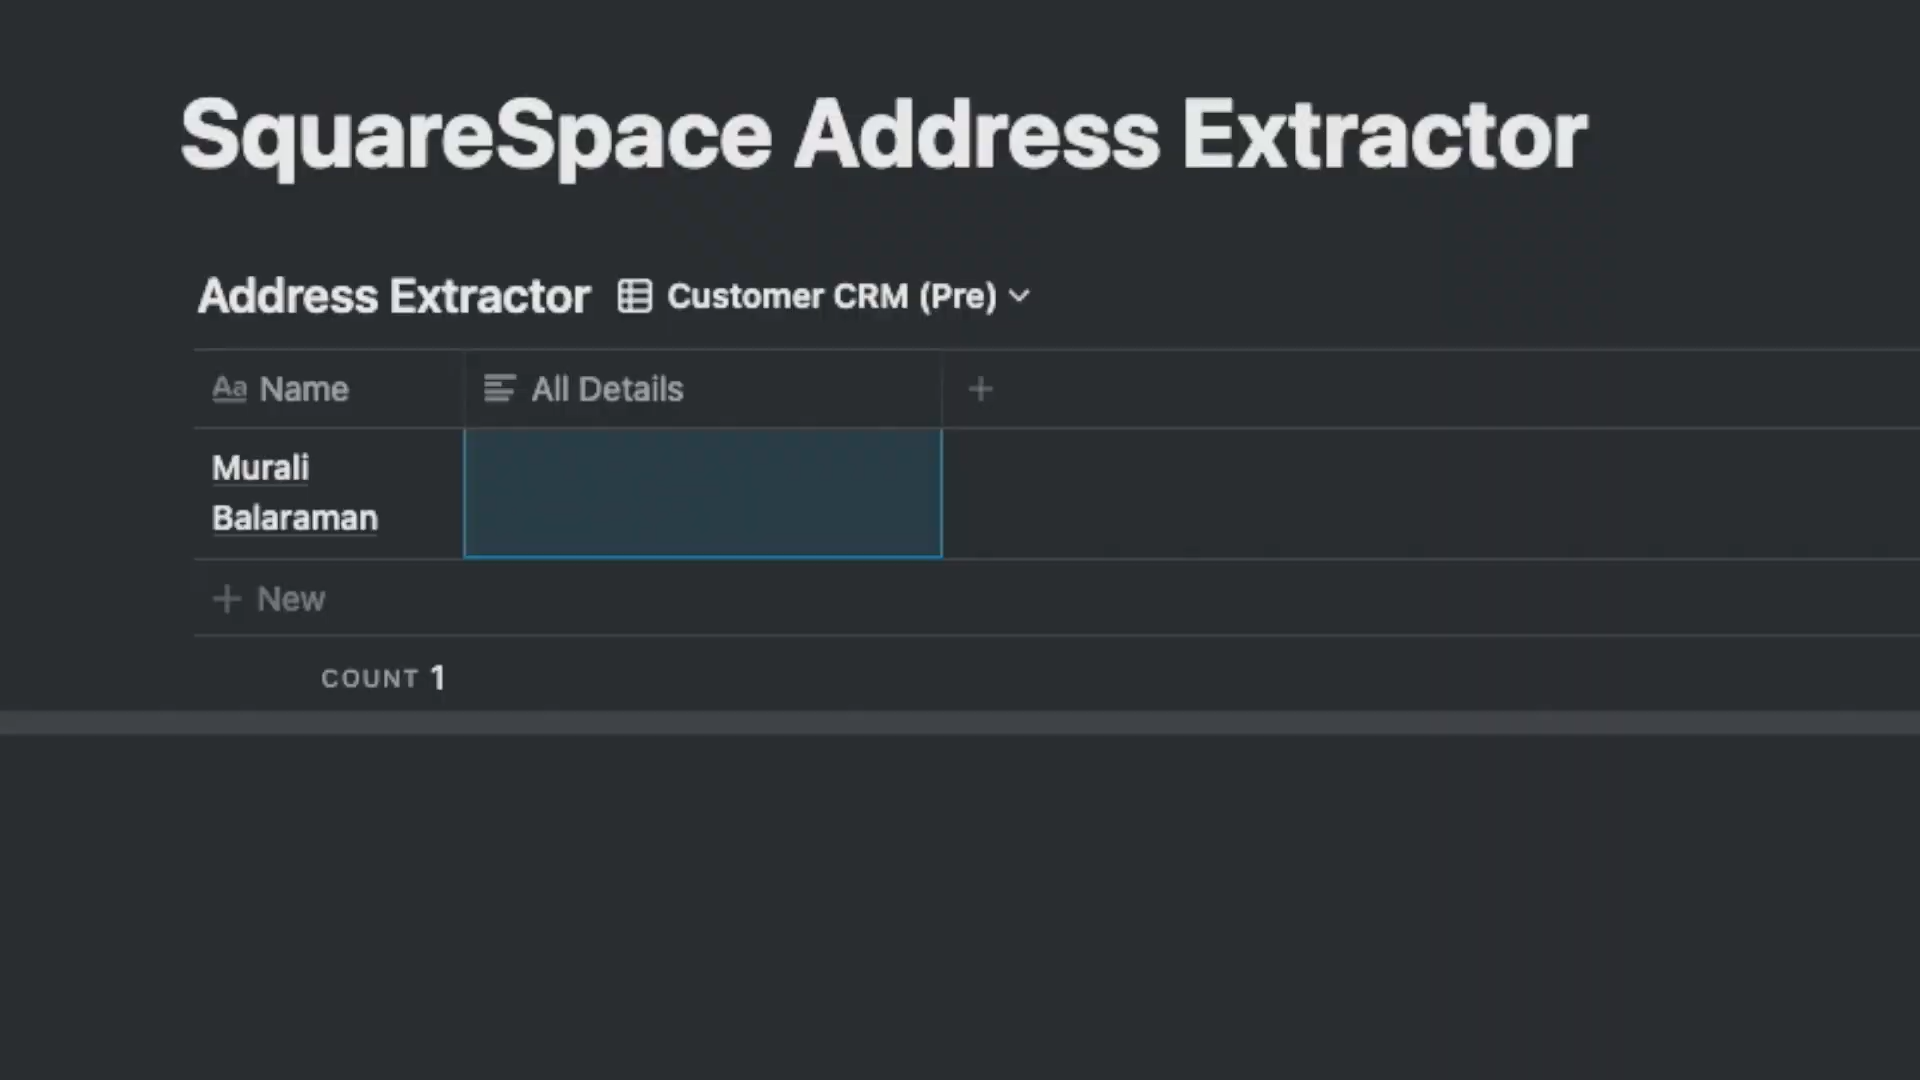 SquareSpace Address Extractor
Address Extractor Customer CRM (Pre)
Aa Name All Details
Murali
Balaraman
New
COUNT 1